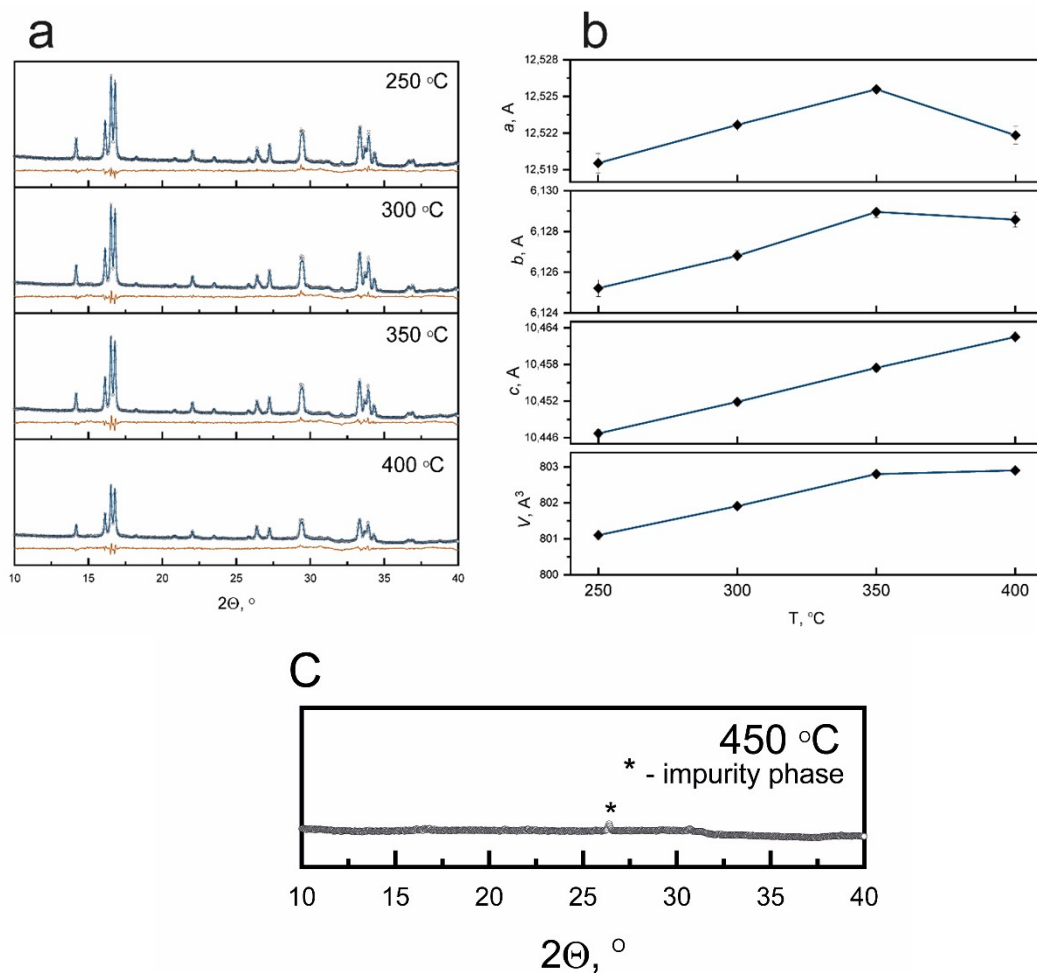 a
250 °C
300 °C
350 °C
400 °C
10 15 20 25 30 35 40
2Θ, °
b
12,528
12,525
12,522
12,519
a, A
6,130
6,128
6,126
6,124
b, A
10,464
10,458
10,452
10,446
c, A
803
802
801
800
V, A³
250 300 350 400
T, °C
C
450 °C
* - impurity phase
*
10 15 20 25 30 35 40
2Θ, °